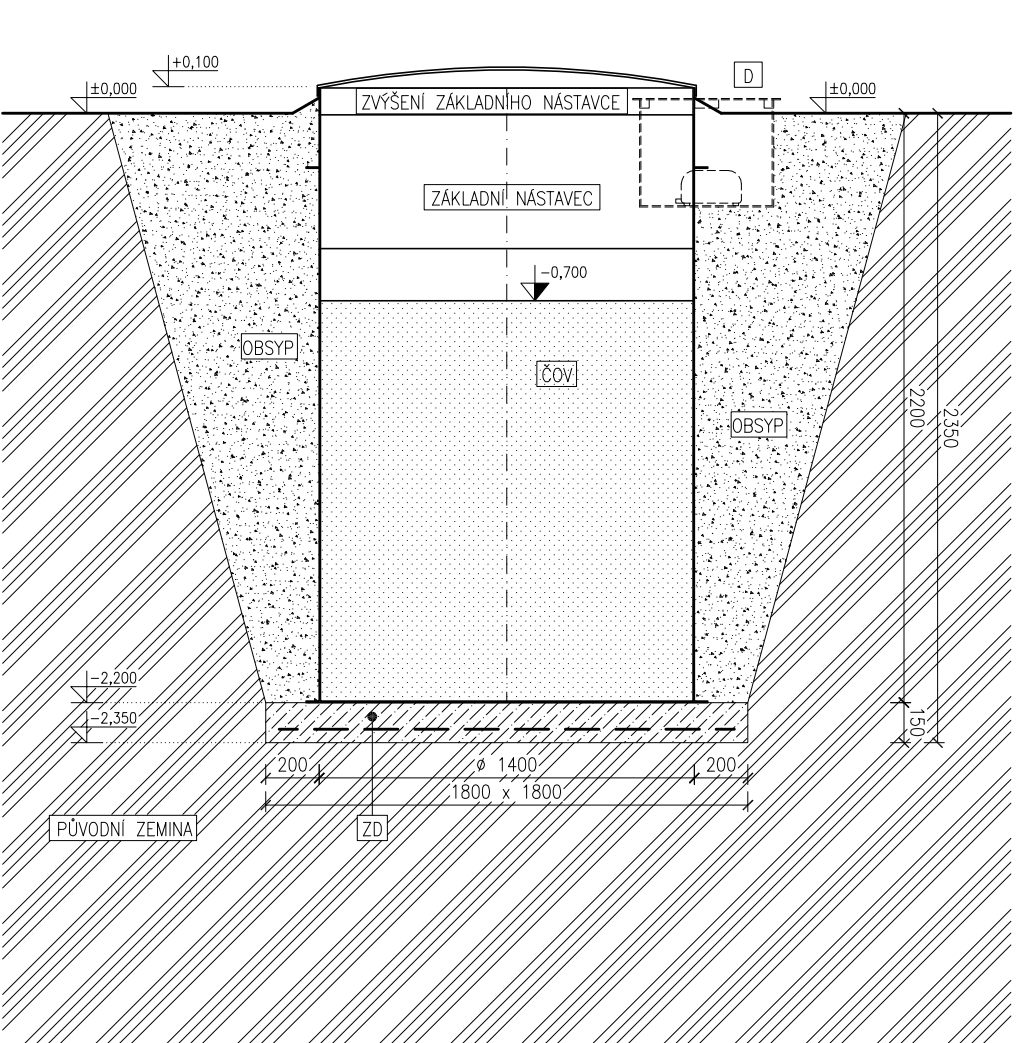 +0,100
D
±0,000
±0,000
ZVÝŠENÍ ZÁKLADNÍHO NÁSTAVCE
ZÁKLADNÍ NÁSTAVEC
-0,700
OBSYP
ČOV
OBSYP
2200
2350
-2,200
-2,350
150
200
ø 1400
200
1800 x 1800
PŮVODNÍ ZEMINA
ZD